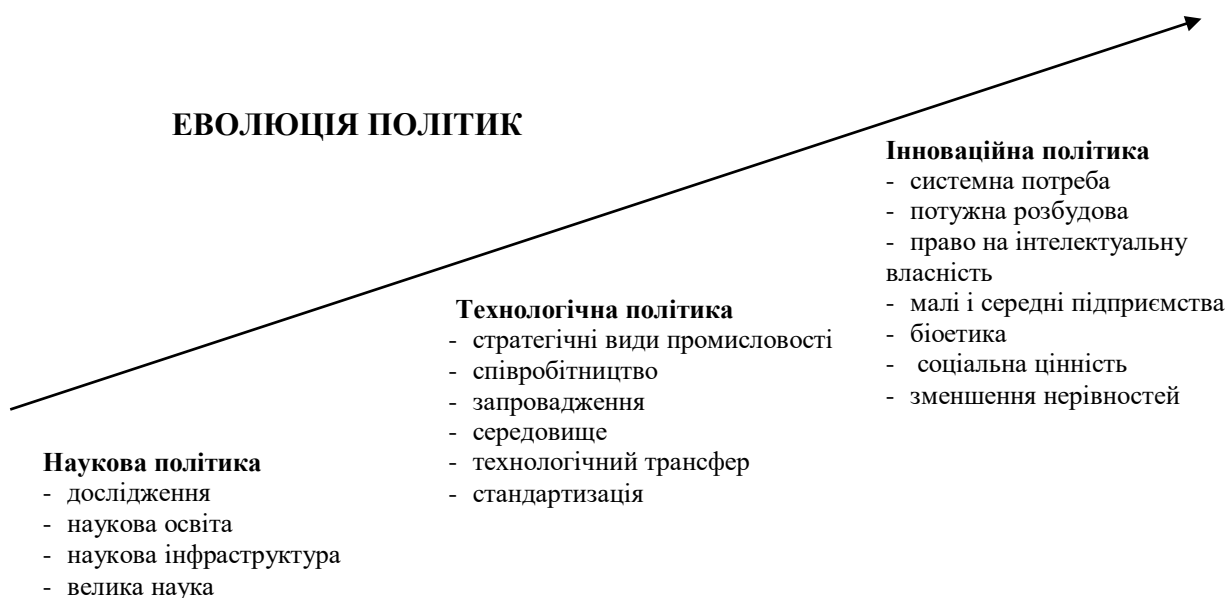 ЕВОЛЮЦІЯ ПОЛІТИК
Інноваційна політика
- системна потреба
- потужна розбудова
- право на інтелектуальну
власність
- малі і середні підприємства
- біоетика
- соціальна цінність
- зменшення нерівностей
Технологічна політика
- стратегічні види промисловості
- співробітництво
- запровадження
- середовище
- технологічний трансфер
- стандартизація
Наукова політика
- дослідження
- наукова освіта
- наукова інфраструктура
- велика наука